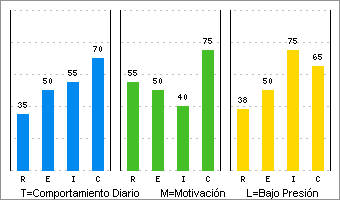 35 50 55 70
R E I C
55 50 40 75
R E I C
38 50 75 65
R E I C
T=Comportamiento Diario M=Motivación L=Bajo Presión